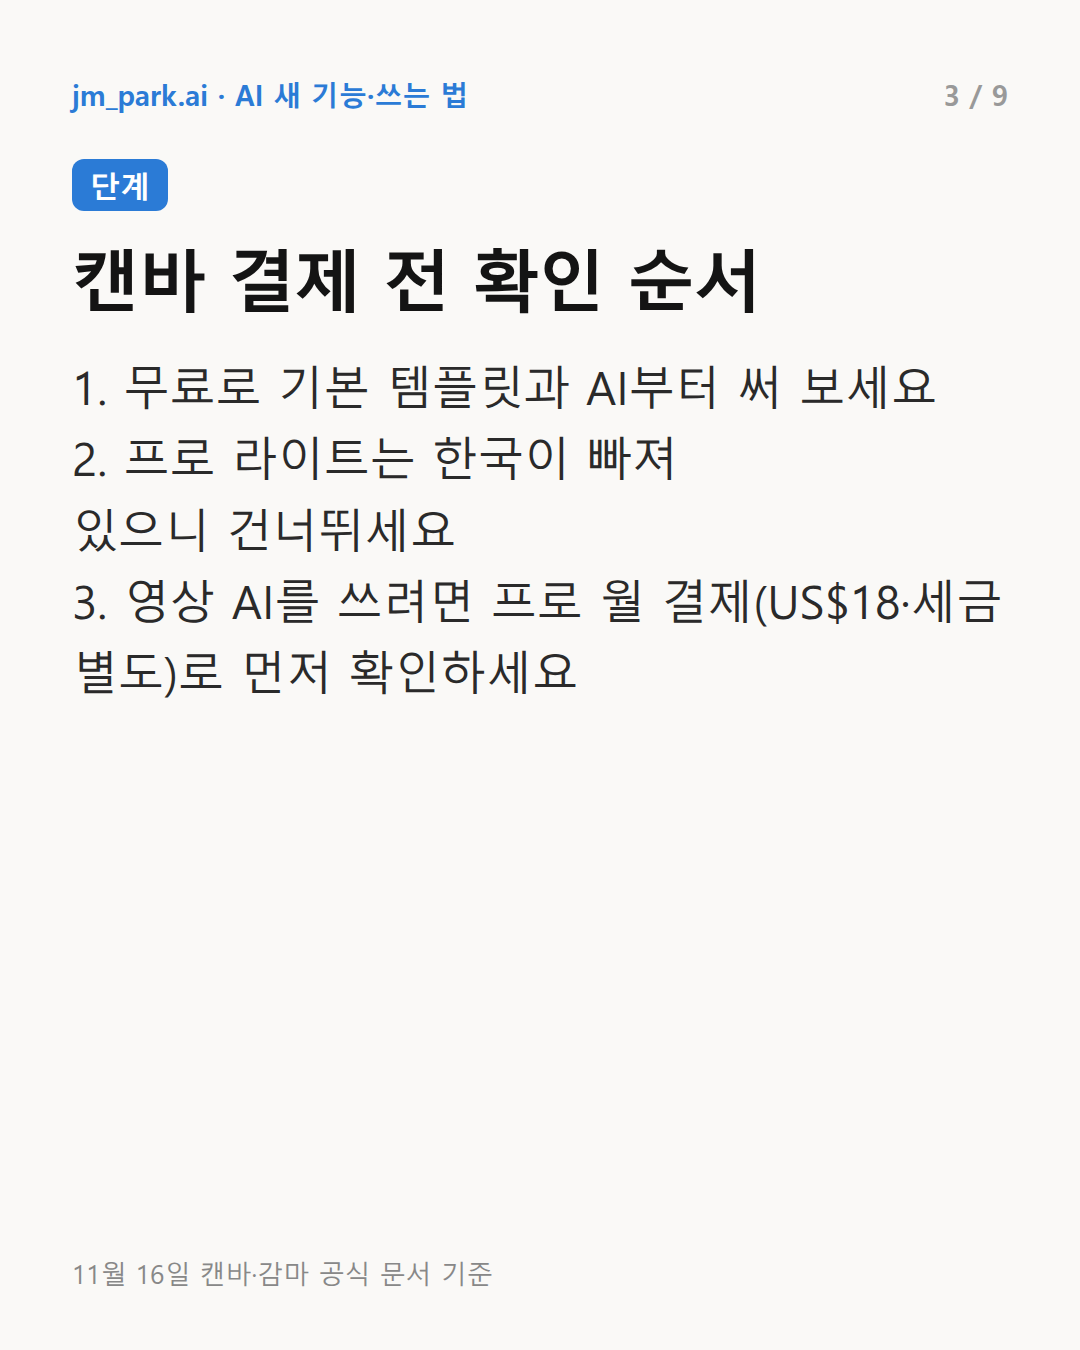 jm_park.ai · AI 새 기능·쓰는 법
3 / 9
단계
캔바 결제 전 확인 순서
1. 무료로 기본 템플릿과 AI부터 써 보세요
2. 프로 라이트는 한국이 빠져
있으니 건너뛰세요
3. 영상 AI를 쓰려면 프로 월 결제(US$18·세금
별도)로 먼저 확인하세요
11월 16일 캔바·감마 공식 문서 기준